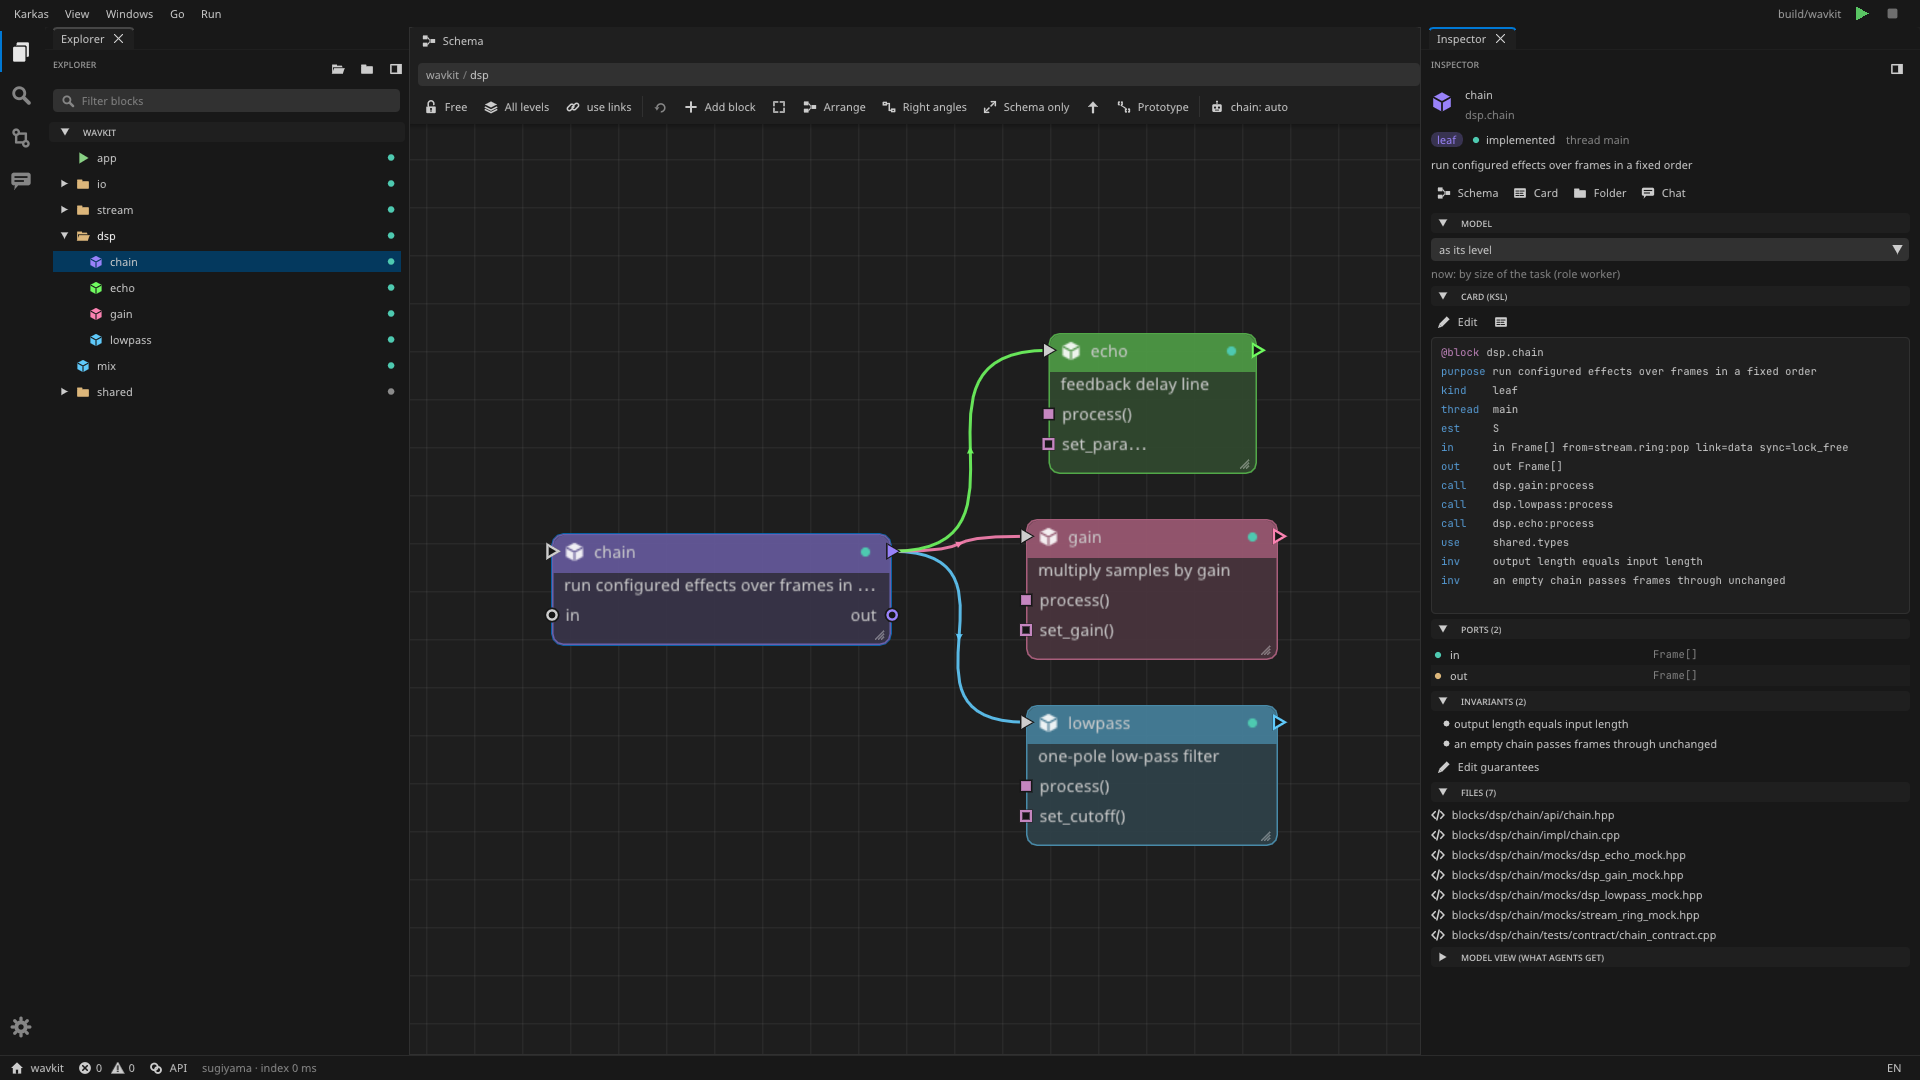 Karkas View Windows Go Run
build/wavkit
Explorer
EXPLORER
Filter blocks
WAVKIT
app
io
stream
dsp
chain
echo
gain
lowpass
mix
shared
Schema
wavkit / dsp
Free All levels use links Add block Arrange Right angles Schema only Prototype chain: auto
echo
feedback delay line
process()
set_para...
chain
run configured effects over frames in ...
in out
gain
multiply samples by gain
process()
set_gain()
lowpass
one-pole low-pass filter
process()
set_cutoff()
Inspector
INSPECTOR
chain
dsp.chain
leaf implemented thread main
run configured effects over frames in a fixed order
Schema Card Folder Chat
MODEL
as its level
now: by size of the task (role worker)
CARD (KSL)
Edit
@block dsp.chain
purpose run configured effects over frames in a fixed order
kind leaf
thread main
est S
in in Frame[] from=stream.ring:pop link=data sync=lock_free
out out Frame[]
call dsp.gain:process
call dsp.lowpass:process
call dsp.echo:process
use shared.types
inv output length equals input length
inv an empty chain passes frames through unchanged
PORTS (2)
in Frame[]
out Frame[]
INVARIANTS (2)
output length equals input length
an empty chain passes frames through unchanged
Edit guarantees
FILES (7)
blocks/dsp/chain/api/chain.hpp
blocks/dsp/chain/impl/chain.cpp
blocks/dsp/chain/mocks/dsp_echo_mock.hpp
blocks/dsp/chain/mocks/dsp_gain_mock.hpp
blocks/dsp/chain/mocks/dsp_lowpass_mock.hpp
blocks/dsp/chain/mocks/stream_ring_mock.hpp
blocks/dsp/chain/tests/contract/chain_contract.cpp
MODEL VIEW (WHAT AGENTS GET)
wavkit 0 0 API sugiyama · index 0 ms
EN